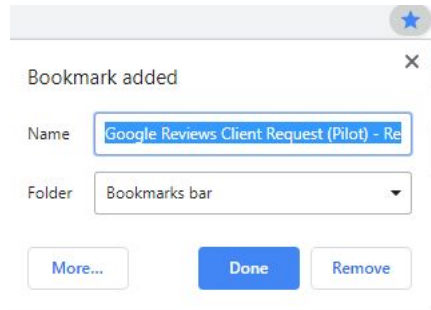 Bookmark added
Name Google Reviews Client Request (Pilot) - Re
Folder Bookmarks bar
More... Done Remove